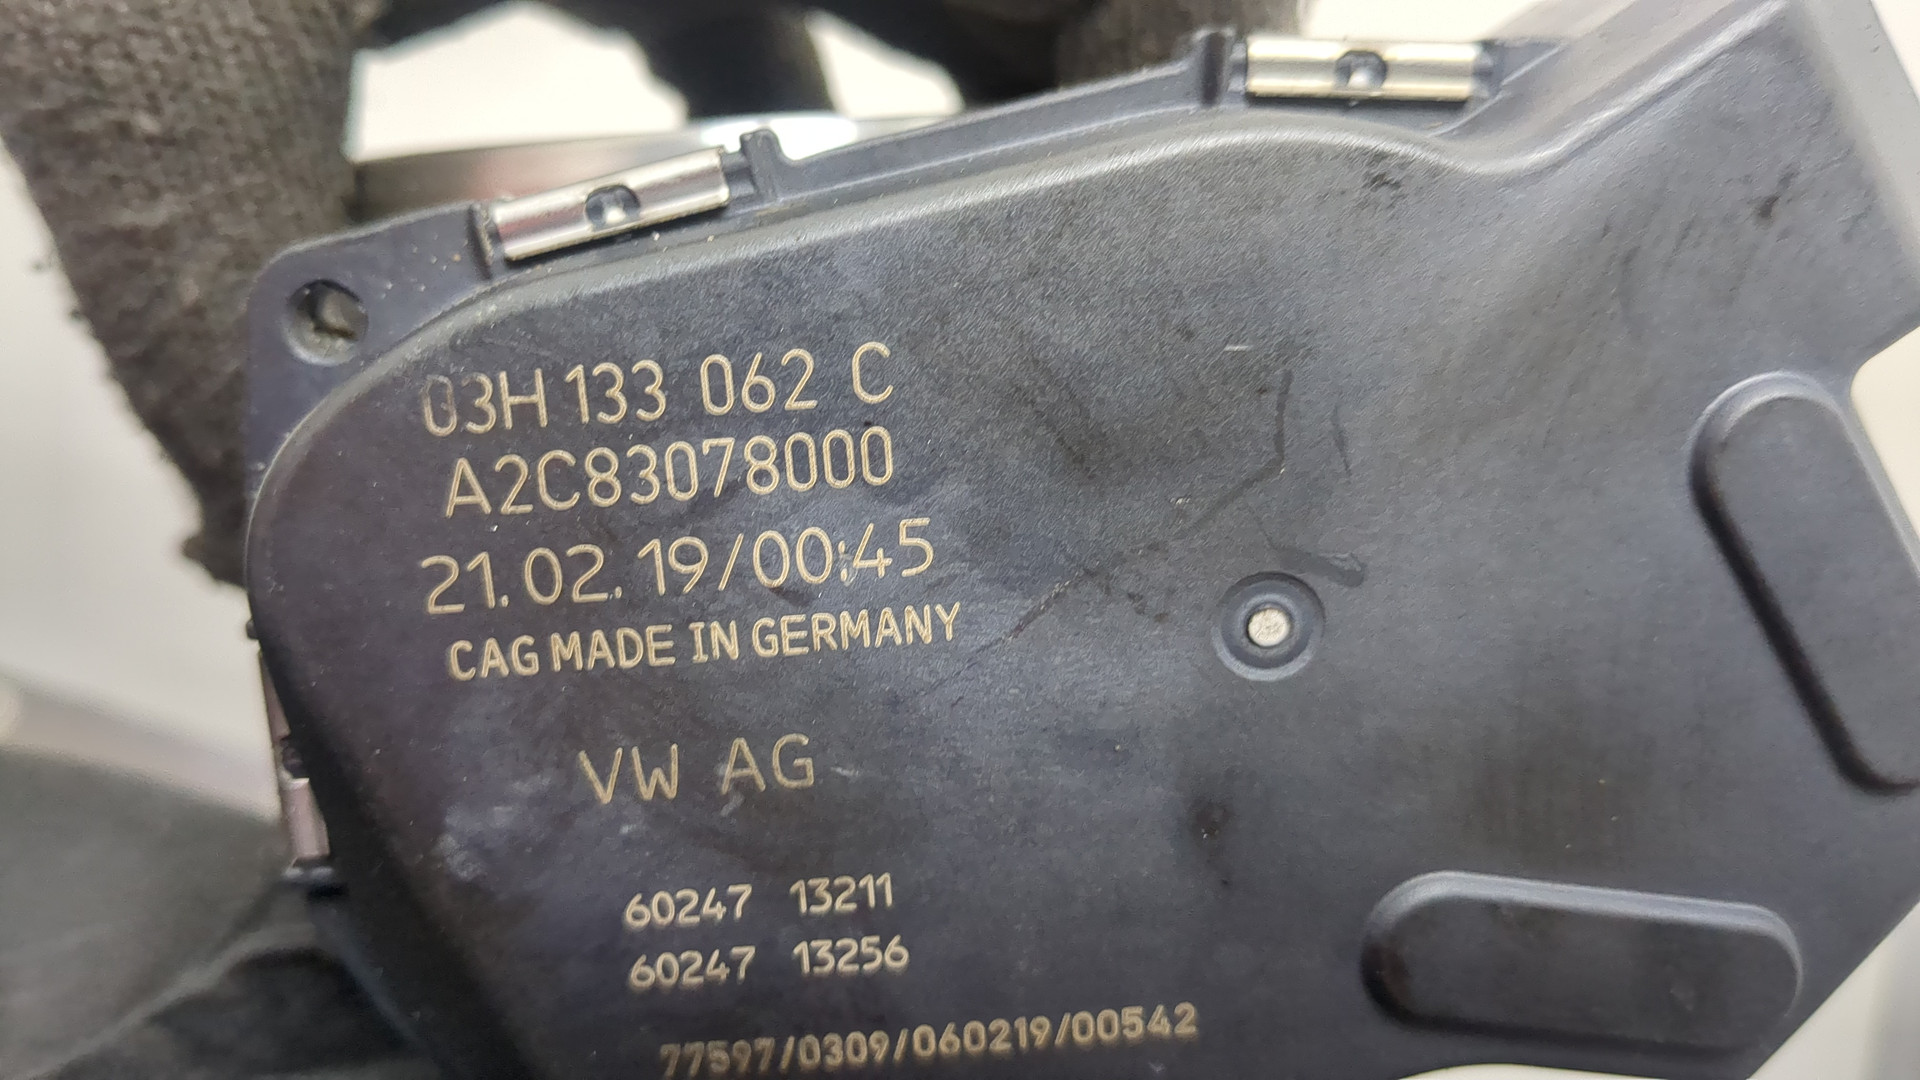 03H 133 062 C
A2C83078000
21.02.19/00:45
CAG MADE IN GERMANY
VW AG
60247 13211
60247 13256
77597/0309/060219/00542